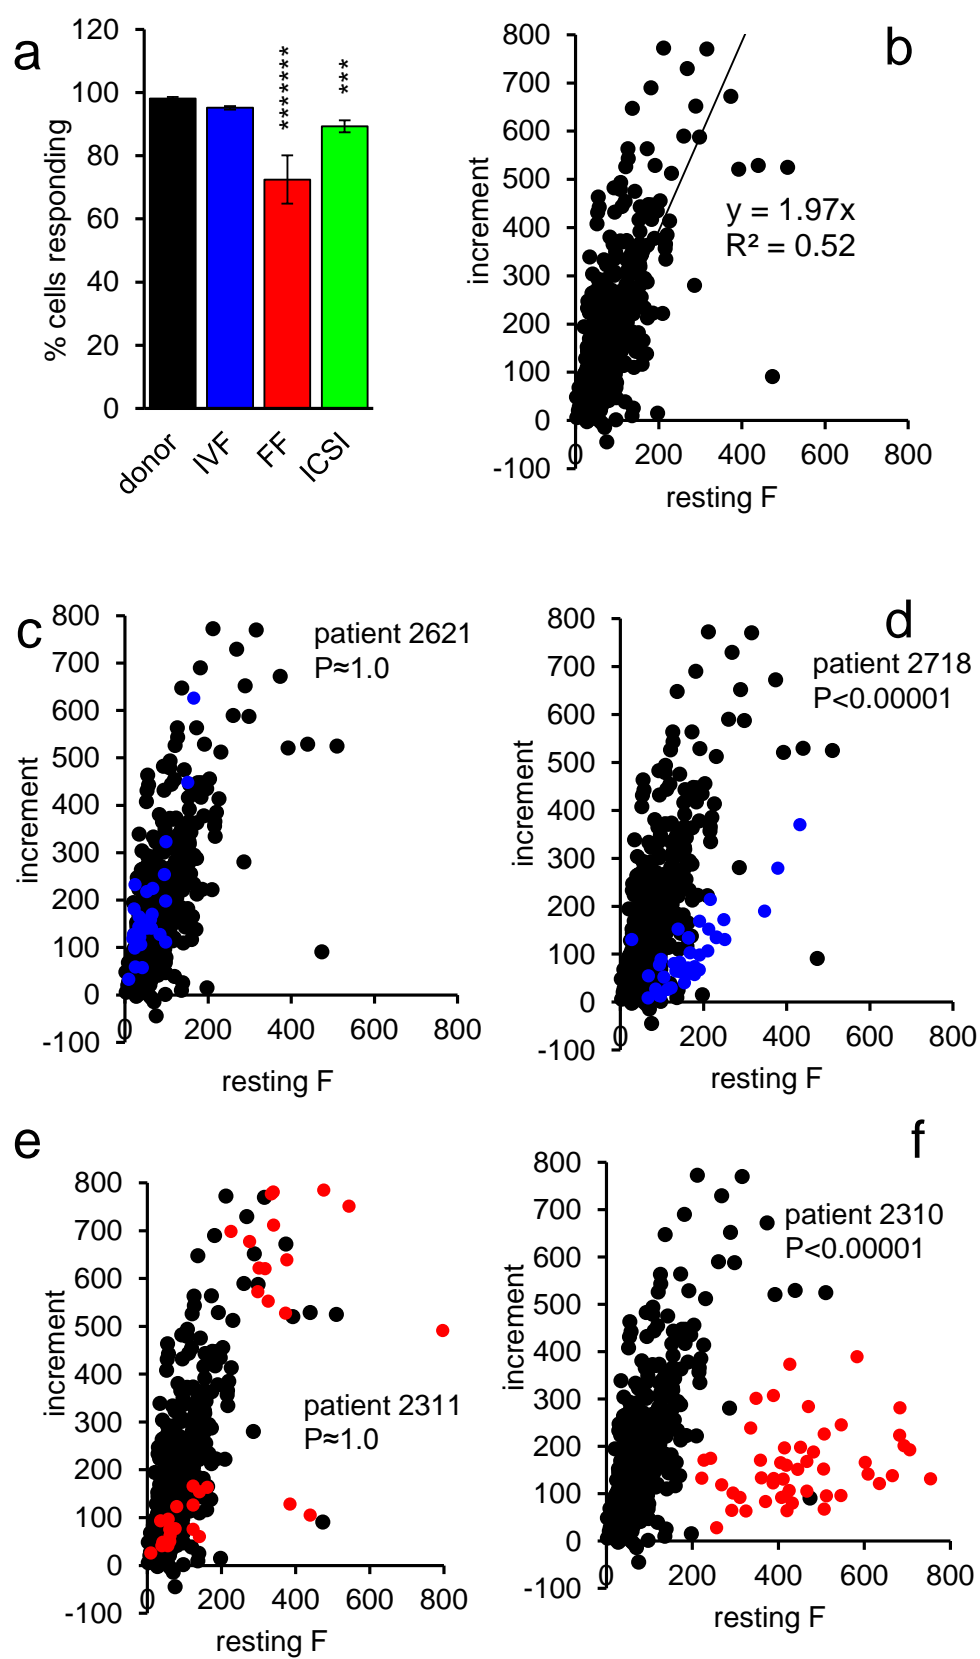 a
120
100
80
60
40
20
0
% cells responding
*******
***
donor
IVF
FF
ICSI
b
800
700
600
500
400
300
200
100
0
-100
increment
y = 1.97x
R² = 0.52
0 200 400 600 800
resting F
c
800
700
600
500
400
300
200
100
0
-100
increment
patient 2621
P≈1.0
0 200 400 600 800
resting F
d
800
700
600
500
400
300
200
100
0
-100
increment
patient 2718
P<0.00001
0 200 400 600 800
resting F
e
800
700
600
500
400
300
200
100
0
-100
increment
patient 2311
P≈1.0
0 200 400 600 800
resting F
f
800
700
600
500
400
300
200
100
0
-100
increment
patient 2310
P<0.00001
0 200 400 600 800
resting F